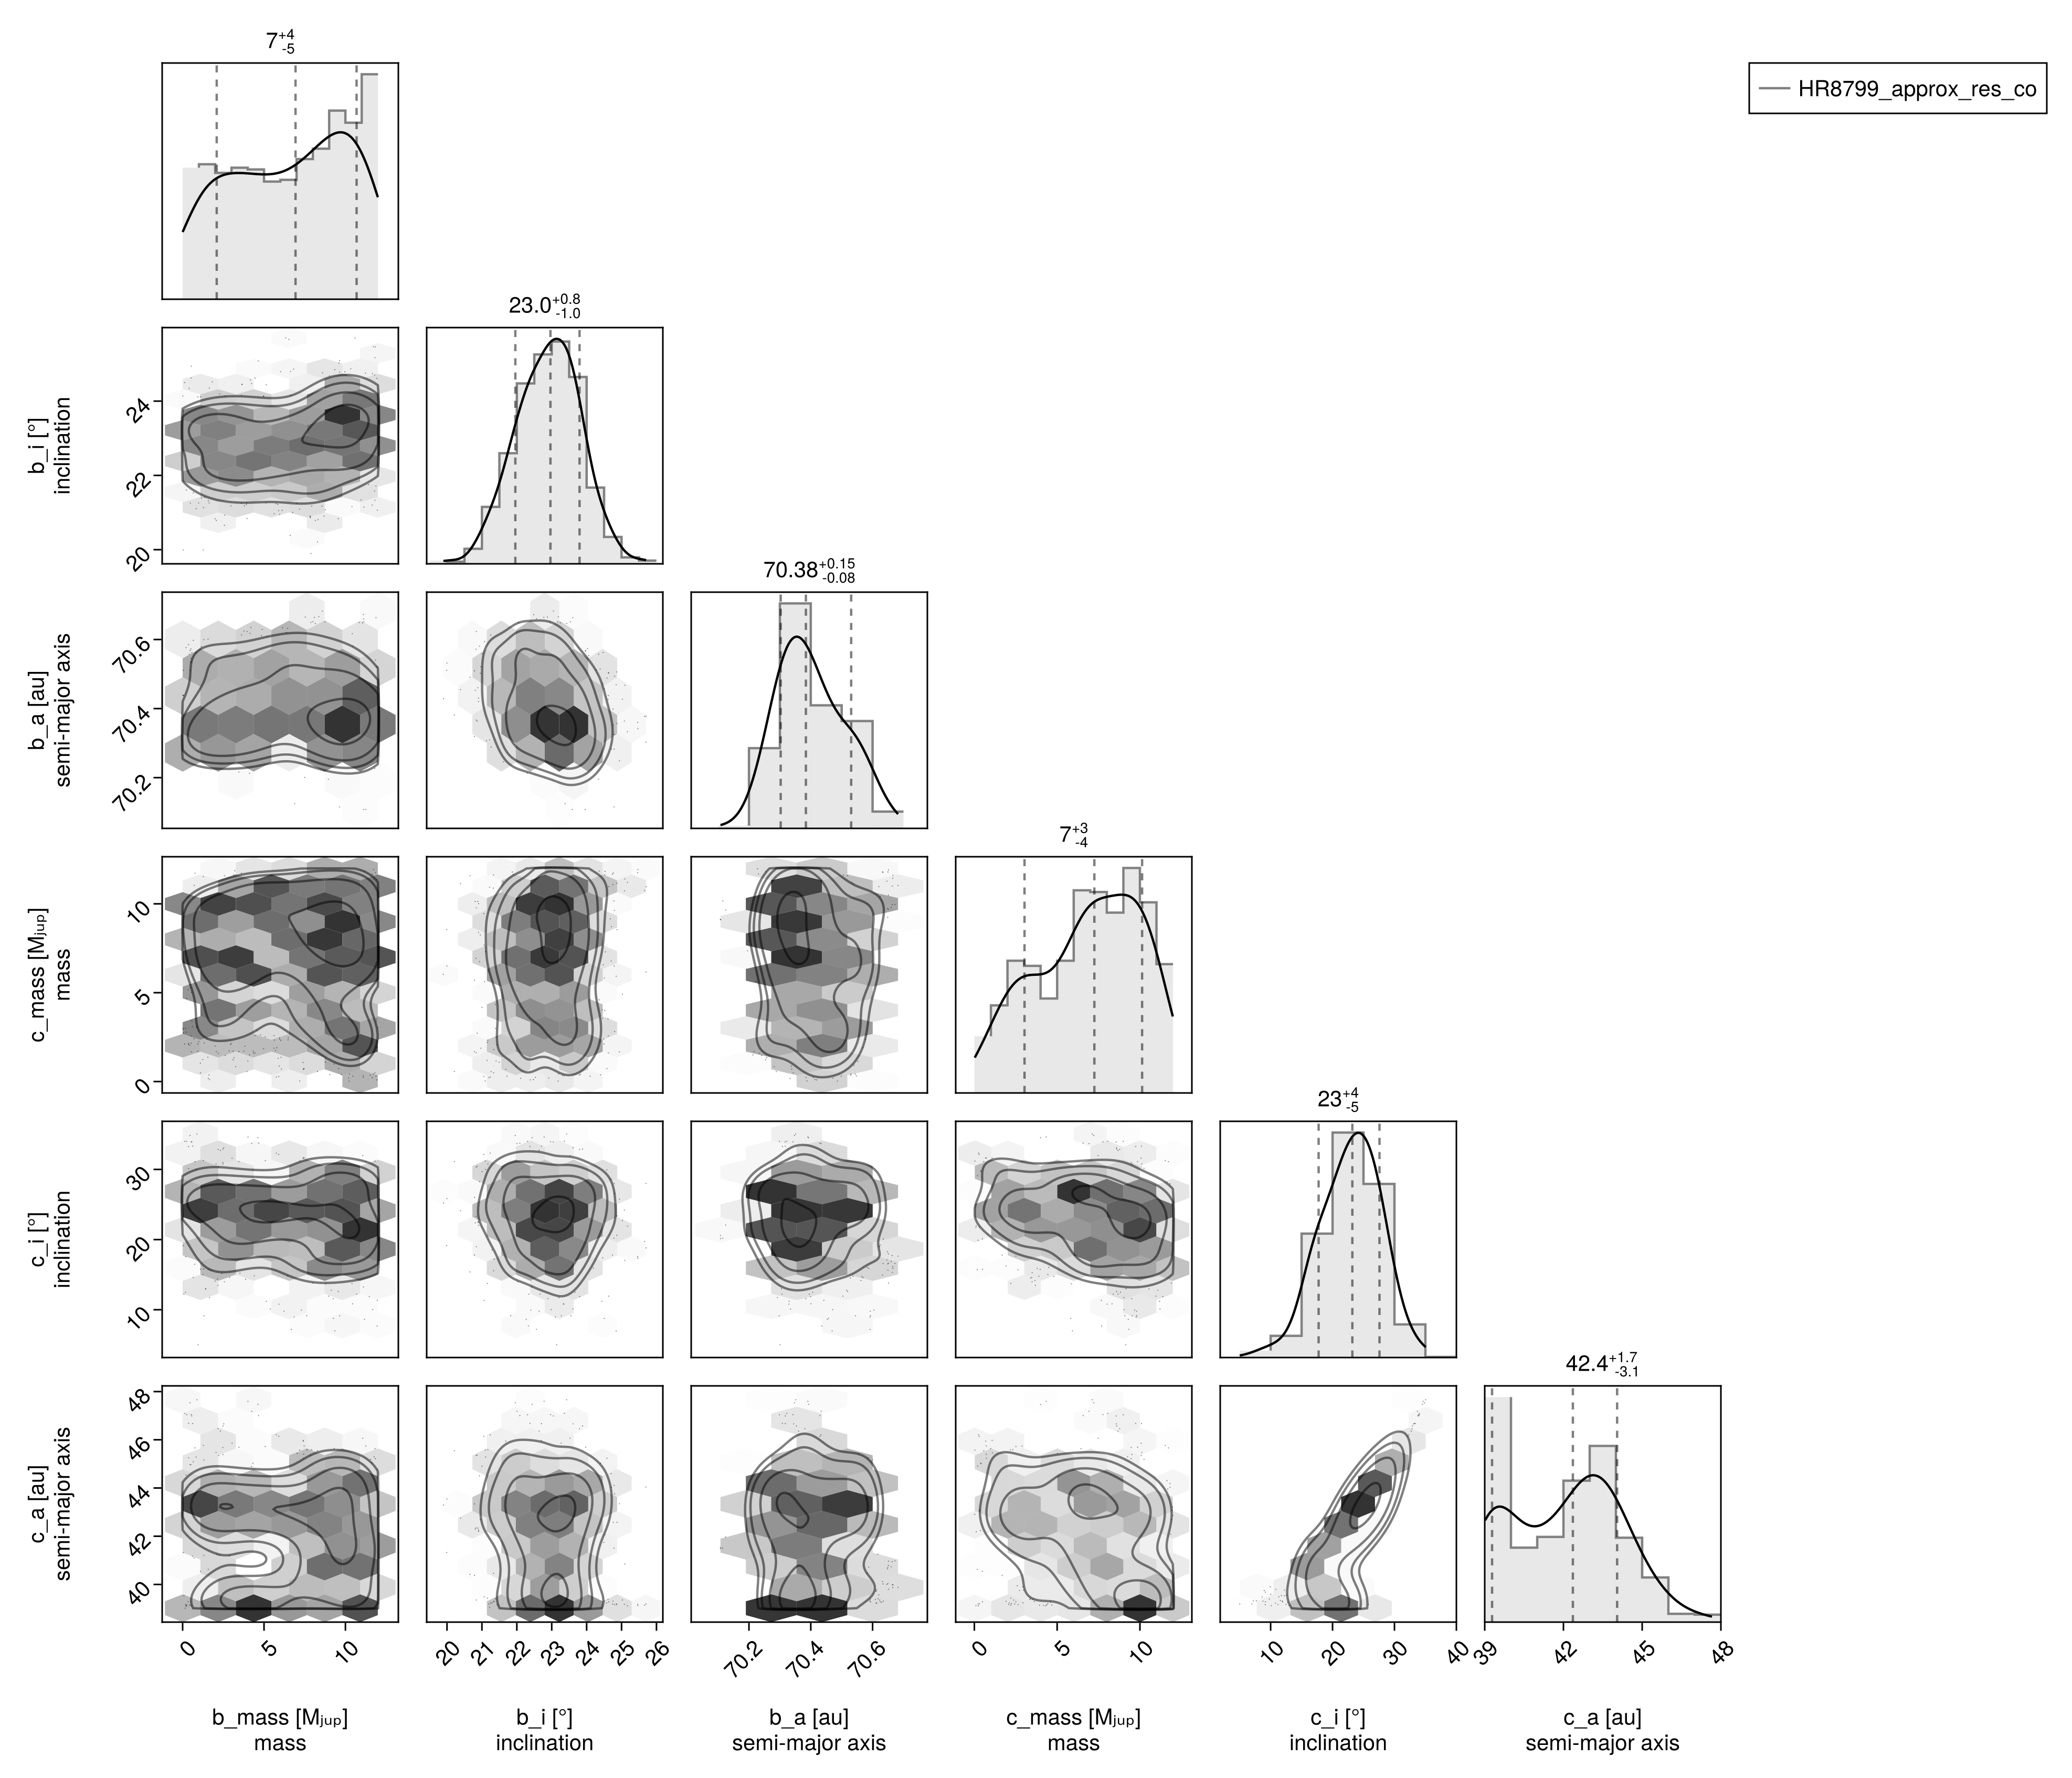 7+4-5
HR8799_approx_res_co
23.0+0.8-1.0
b_i [°]
inclination
24
22
20
70.38+0.15-0.08
b_a [au]
semi-major axis
70.6
70.4
70.2
7+3-4
c_mass [Mⱼᵤₚ]
mass
10
5
0
23+4-5
c_i [°]
inclination
30
20
10
42.4+1.7-3.1
c_a [au]
semi-major axis
48
46
44
42
40
0 5 10 20 21 22 23 24 25 26 70.2 70.4 70.6 0 5 10 10 20 30 40 39 42 45 48
b_mass [Mⱼᵤₚ] b_i [°] b_a [au] c_mass [Mⱼᵤₚ] c_i [°] c_a [au]
mass inclination semi-major axis mass inclination semi-major axis